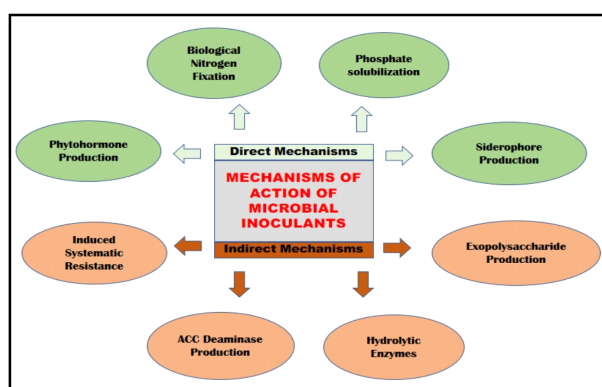 Biological
Nitrogen
Fixation
Phosphate
solubilization
Phytohormone
Production
Direct Mechanisms
Siderophore
Production
MECHANISMS OF
ACTION OF
MICROBIAL
INOCULANTS
Induced
Systematic
Resistance
Indirect Mechanisms
Exopolysaccharide
Production
ACC Deaminase
Production
Hydrolytic
Enzymes